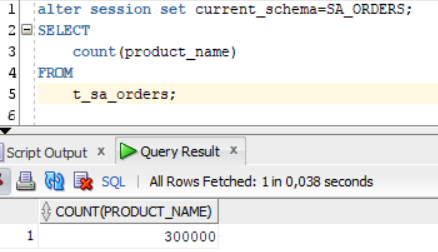 1 alter session set current_schema=SA_ORDERS;
2 SELECT
3 count(product_name)
4 FROM
5 t_sa_orders;
6
Script Output x Query Result x
SQL | All Rows Fetched: 1 in 0,038 seconds
COUNT(PRODUCT_NAME)
1 300000